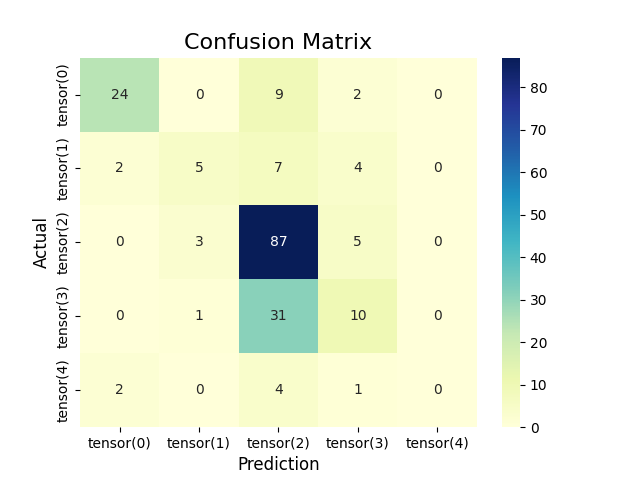 Confusion Matrix
tensor(0) 24 0 9 2 0
tensor(1) 2 5 7 4 0
tensor(2) 0 3 87 5 0
tensor(3) 0 1 31 10 0
tensor(4) 2 0 4 1 0
tensor(0) tensor(1) tensor(2) tensor(3) tensor(4)
Actual
Prediction
80
70
60
50
40
30
20
10
0